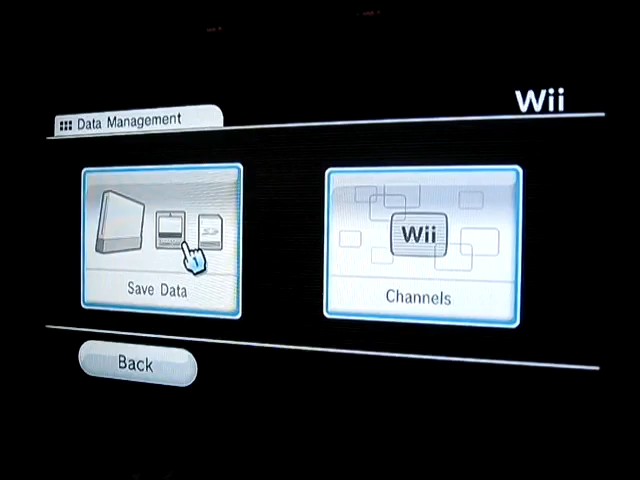 Wii
Data Management
Wii
Save Data
Channels
Back